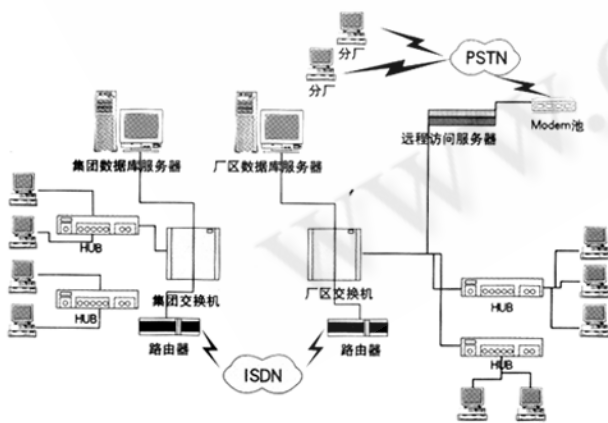 分厂
分厂
PSTN
Modem池
远程访问服务器
集团数据库服务器
厂区数据库服务器
HUB
集团交换机
厂区交换机
HUB
HUB
路由器
路由器
HUB
ISDN
www.